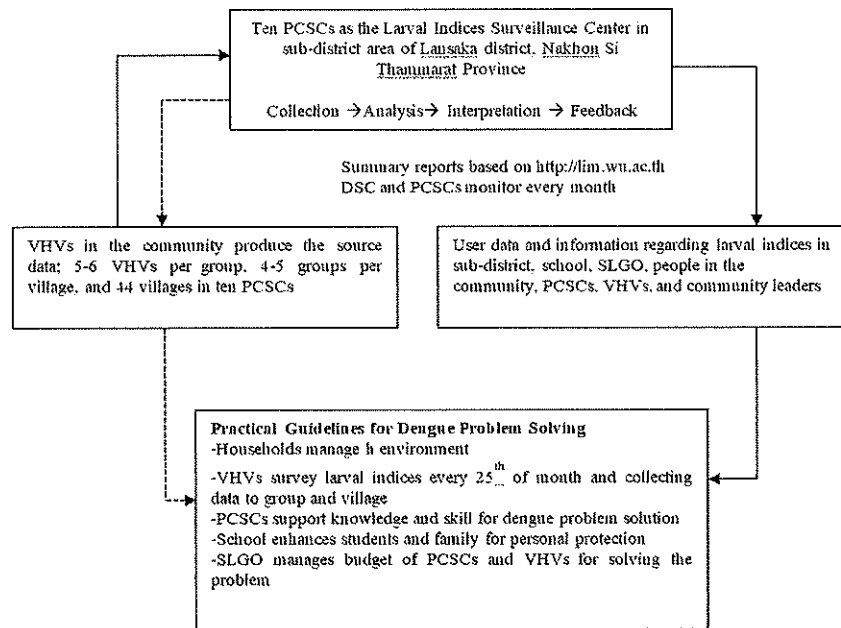 Ten PCSCs as the Larval Indices Surveillance Center in
sub-district area of Lansaka district, Nakhon Si
Thammarat Province
Collection → Analysis → Interpretation → Feedback
Summary reports based on http://lim.wu.ac.th
DSC and PCSCs monitor every month
VHVs in the community produce the source
data; 5-6 VHVs per group, 4-5 groups per
village, and 44 villages in ten PCSCs
User data and information regarding larval indices in
sub-district, school, SLGO, people in the
community, PCSCs, VHVs, and community leaders
Practical Guidelines for Dengue Problem Solving
-Households manage h environment
-VHVs survey larval indices every 25th of month and collecting
data to group and village
-PCSCs support knowledge and skill for dengue problem solution
-School enhances students and family for personal protection
-SLGO manages budget of PCSCs and VHVs for solving the
problem